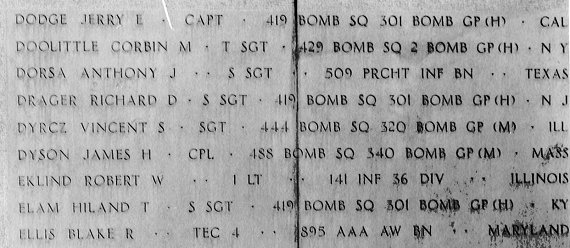 DODGE JERRY E · CAPT · 419 BOMB SQ 301 BOMB GP (H) · CAL
DOOLITTLE CORBIN M · T SGT · 429 BOMB SQ 2 BOMB GP (H) · N Y
DORSA ANTHONY J · · S SGT · · 509 PRCHT INF BN · · TEXAS
DRAGER RICHARD D · S SGT · 419 BOMB SQ 301 BOMB GP (H) · N J
DYRCZ VINCENT S · SGT · 444 BOMB SQ 320 BOMB GP (M) · ILL
DYSON JAMES H · CPL · 488 BOMB SQ 340 BOMB GP (M) · MASS
EKLIND ROBERT W · · 1 LT · · 141 INF 36 DIV · · ILLINOIS
ELAM HILAND T · S SGT · 419 BOMB SQ 301 BOMB GP (H) · KY
ELLIS BLAKE R · · TEC 4 · · 895 AAA AW BN · · MARYLAND